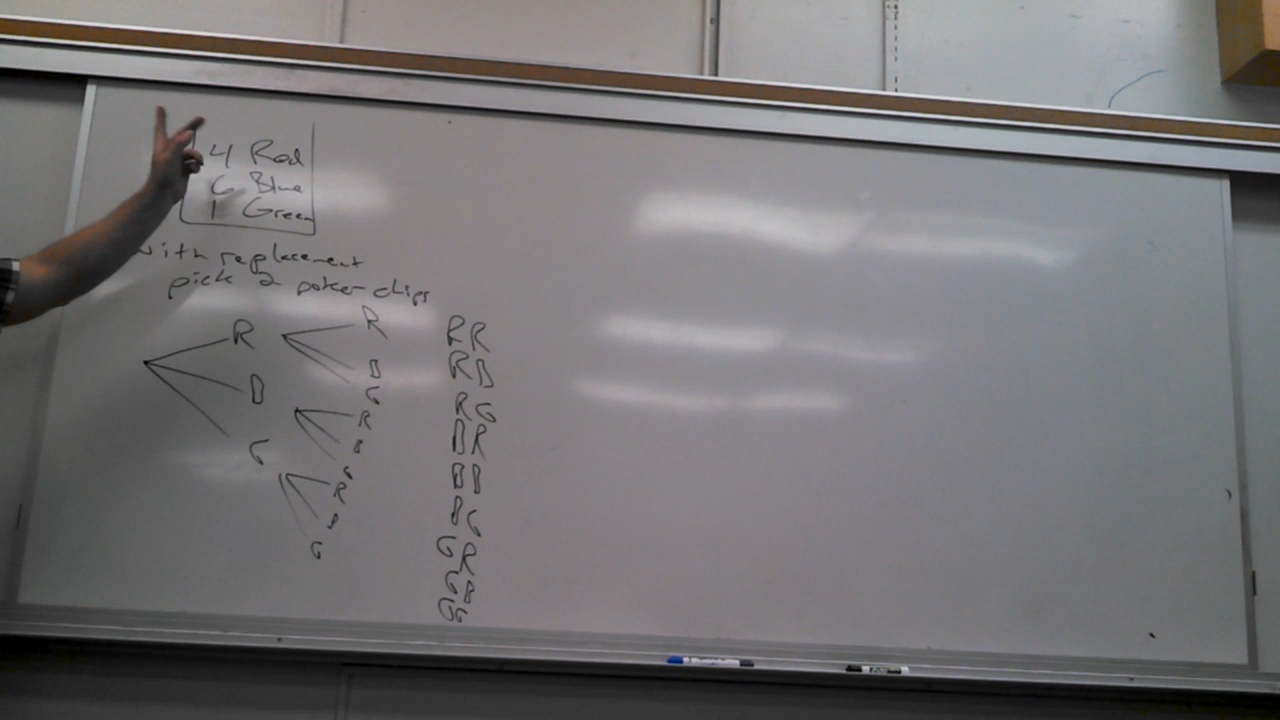 4 Red
6 Blue
1 Green
with replacement
pick 2 poker chips
R R RR
B RB
G RG
B R BR
B BB
G BG
G R GR
B GB
G GG